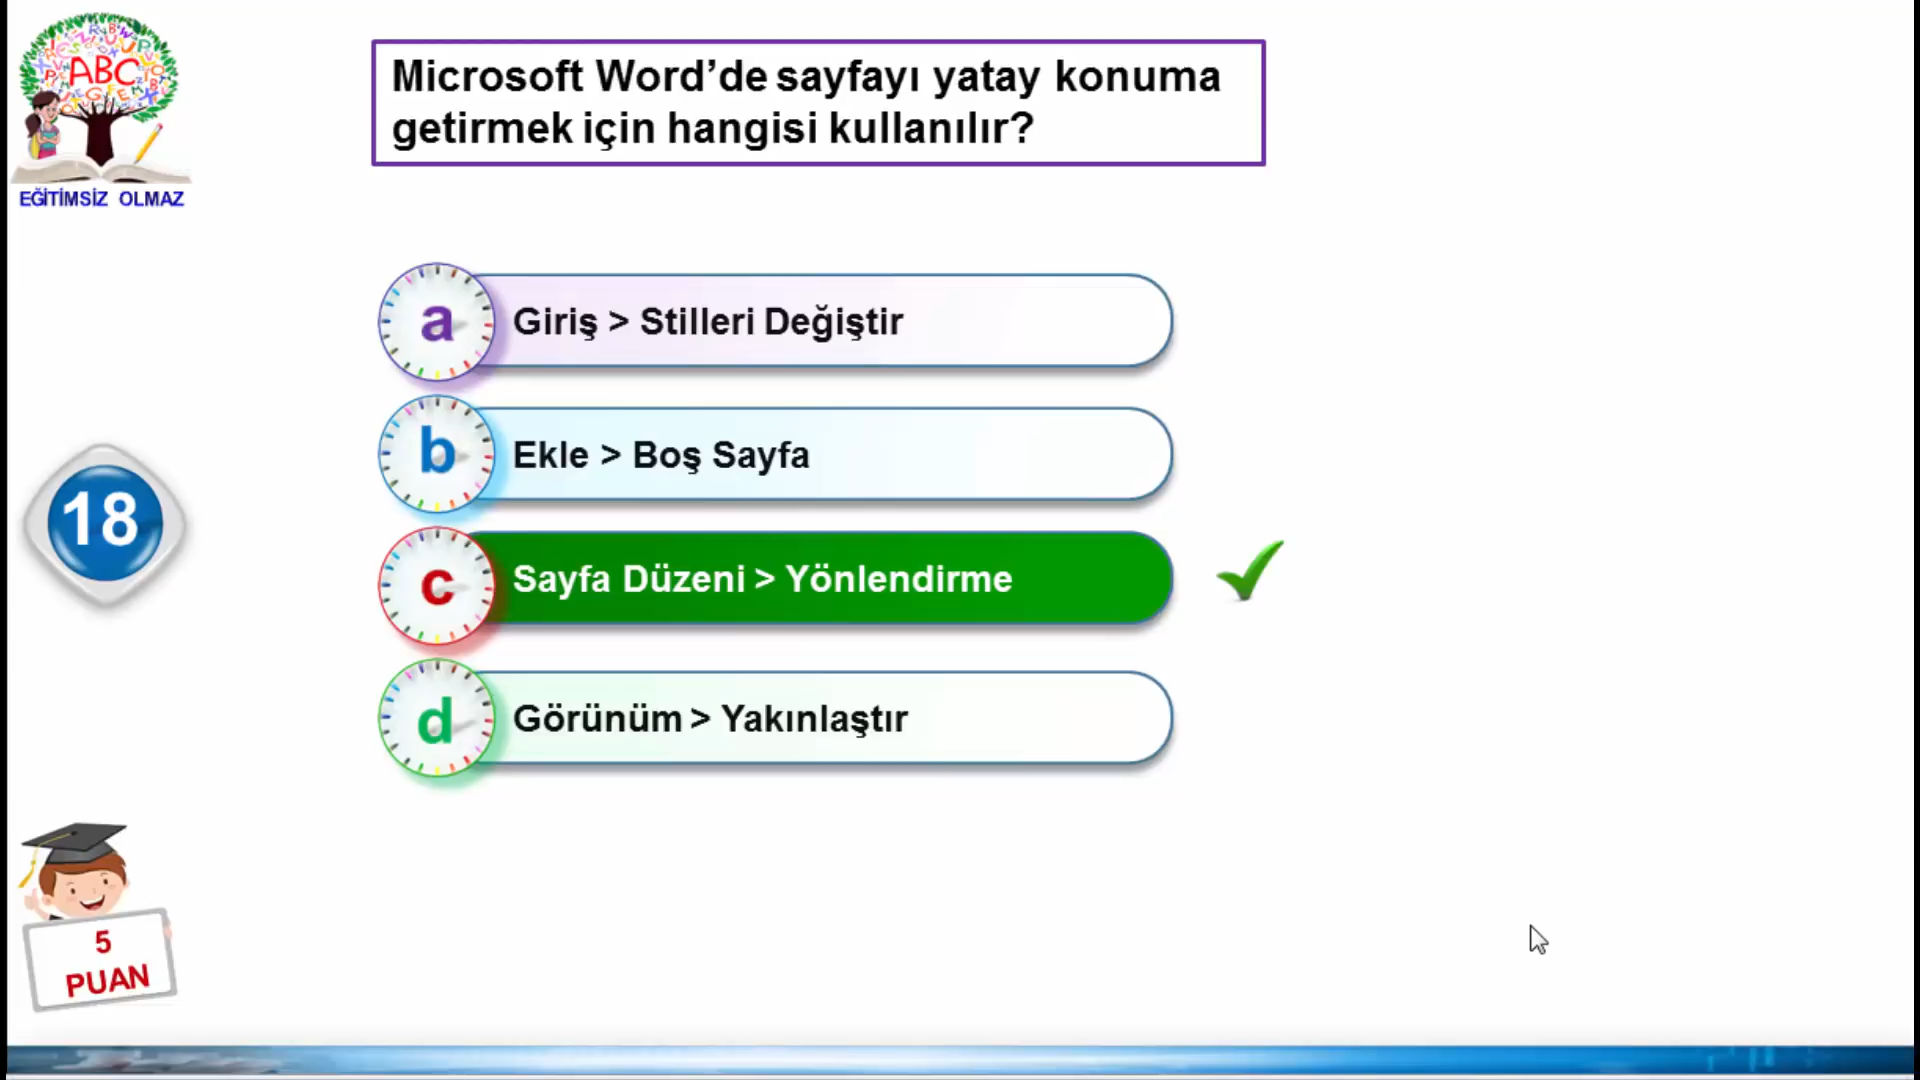 ABC
EĞİTİMSİZ OLMAZ
Microsoft Word’de sayfayı yatay konuma
getirmek için hangisi kullanılır?
a Giriş > Stilleri Değiştir
b Ekle > Boş Sayfa
18
c Sayfa Düzeni > Yönlendirme
d Görünüm > Yakınlaştır
5
PUAN